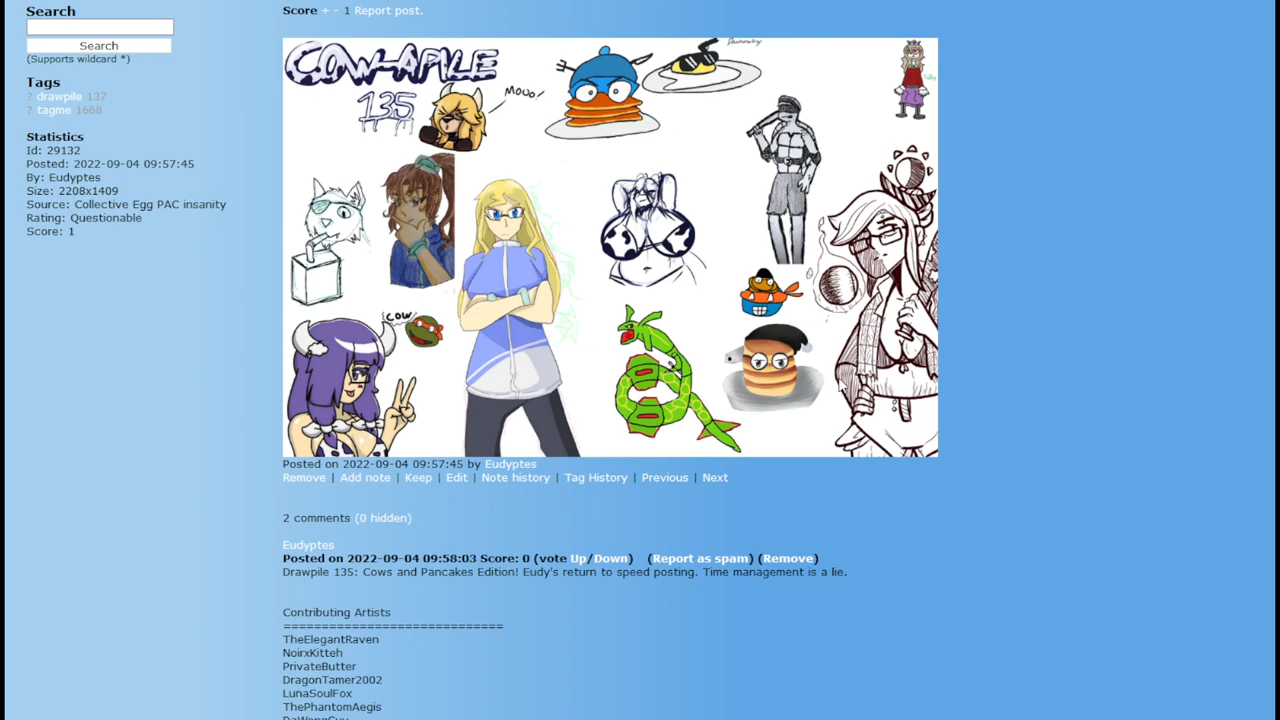 Search
Search
(Supports wildcard *)
Tags
? drawpile 137
? tagme 1668
Statistics
Id: 29132
Posted: 2022-09-04 09:57:45
By: Eudyptes
Size: 2208x1409
Source: Collective Egg PAC insanity
Rating: Questionable
Score: 1
Score + - 1 Report post.
COW-APILE
135
MOOO!
COW
Posted on 2022-09-04 09:57:45 by Eudyptes
Remove | Add note | Keep | Edit | Note history | Tag History | Previous | Next
2 comments (0 hidden)
Eudyptes
Posted on 2022-09-04 09:58:03 Score: 0 (vote Up/Down) (Report as spam) (Remove)
Drawpile 135: Cows and Pancakes Edition! Eudy's return to speed posting. Time management is a lie.
Contributing Artists
=============================
TheElegantRaven
NoirxKitteh
PrivateButter
DragonTamer2002
LunaSoulFox
ThePhantomAegis